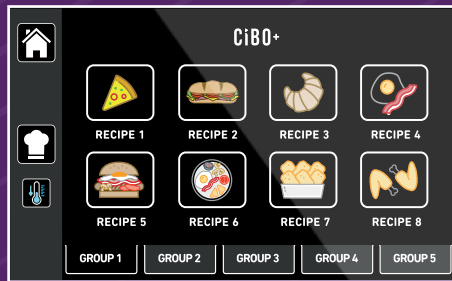 CiBO+
RECIPE 1 RECIPE 2 RECIPE 3 RECIPE 4
RECIPE 5 RECIPE 6 RECIPE 7 RECIPE 8
GROUP 1 GROUP 2 GROUP 3 GROUP 4 GROUP 5